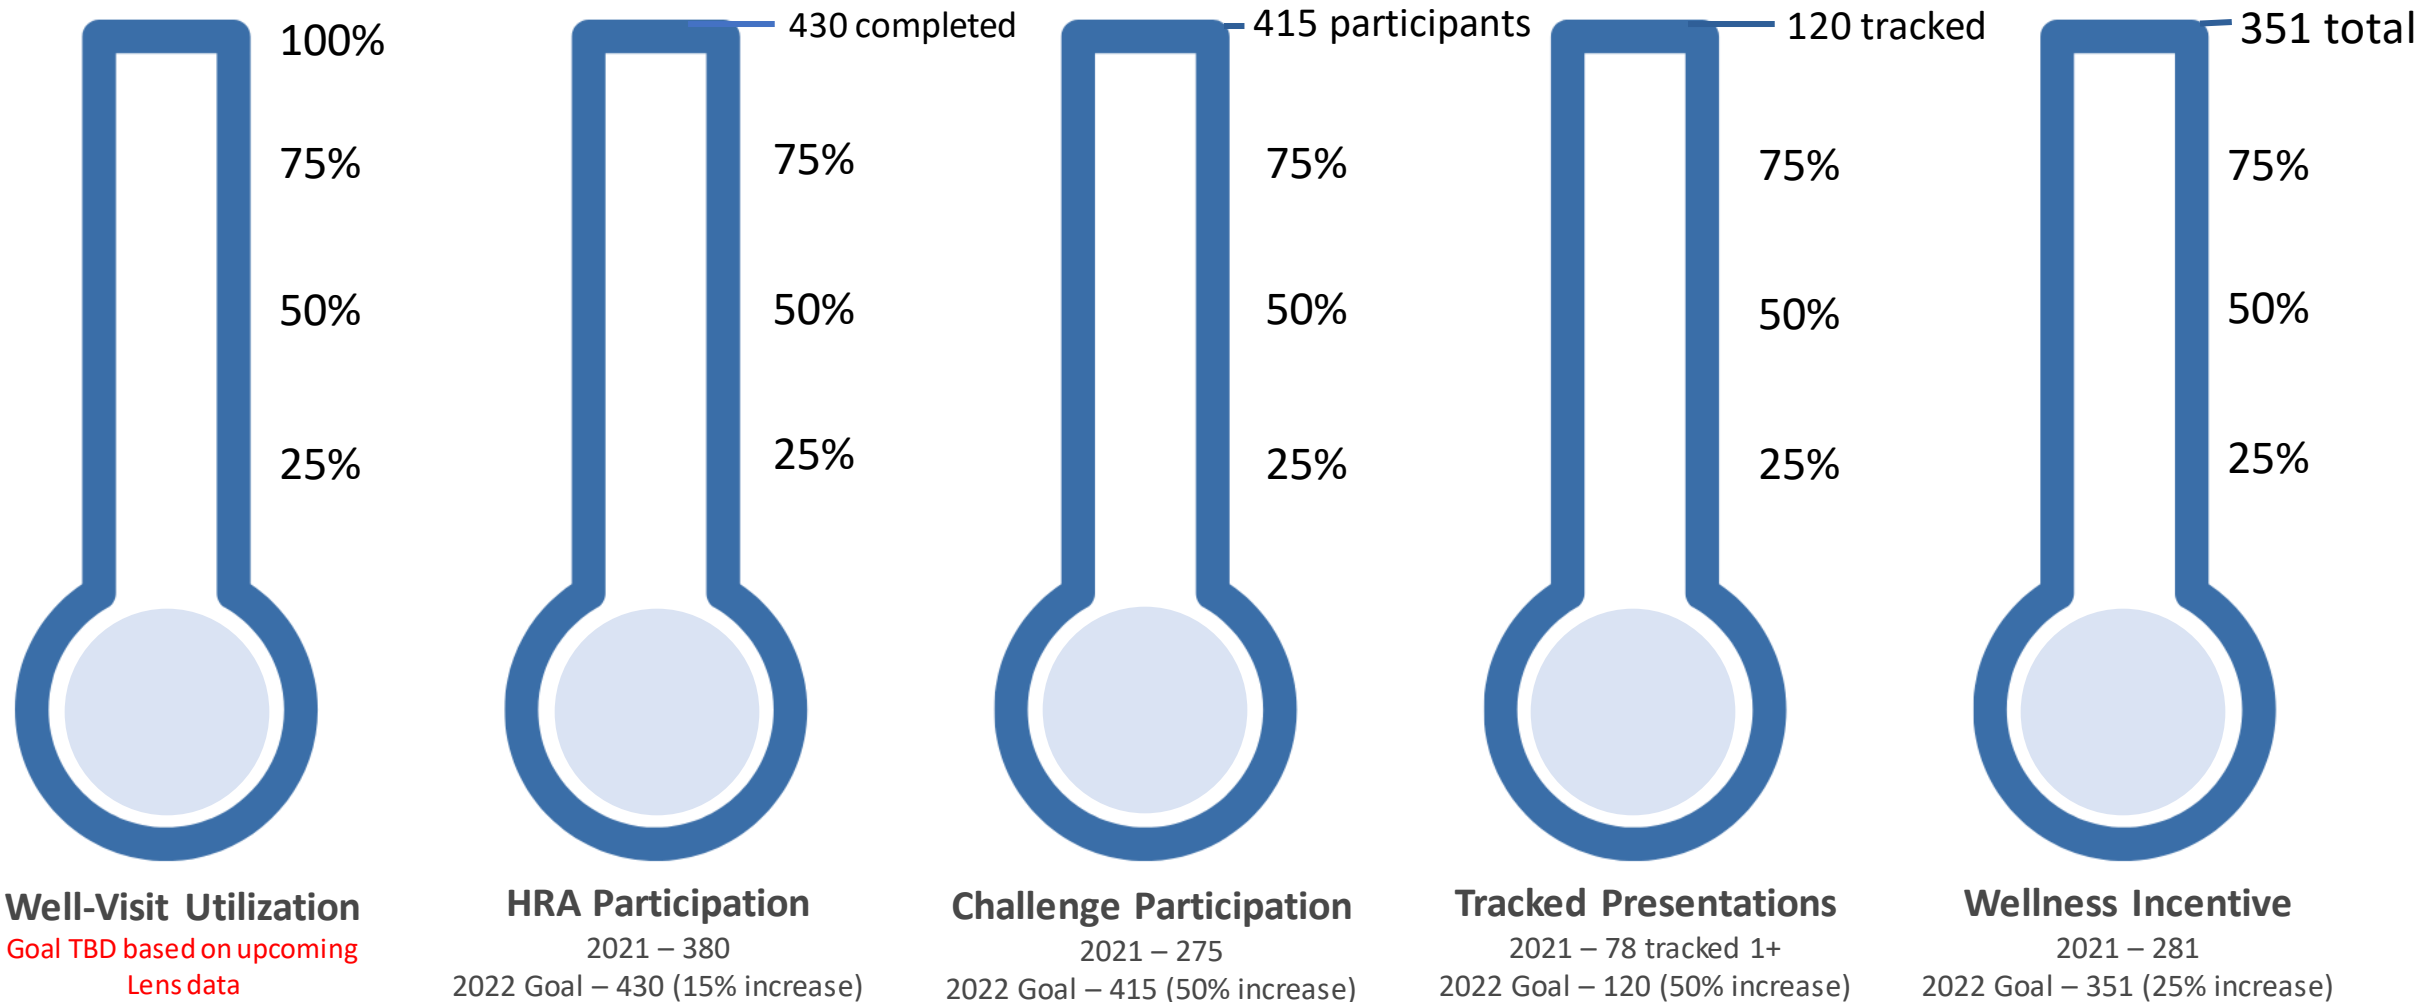 100%
75%
50%
25%
Well-Visit Utilization
Goal TBD based on upcoming
Lens data
430 completed
75%
50%
25%
HRA Participation
2021 – 380
2022 Goal – 430 (15% increase)
415 participants
75%
50%
25%
Challenge Participation
2021 – 275
2022 Goal – 415 (50% increase)
120 tracked
75%
50%
25%
Tracked Presentations
2021 – 78 tracked 1+
2022 Goal – 120 (50% increase)
351 total
75%
50%
25%
Wellness Incentive
2021 – 281
2022 Goal – 351 (25% increase)